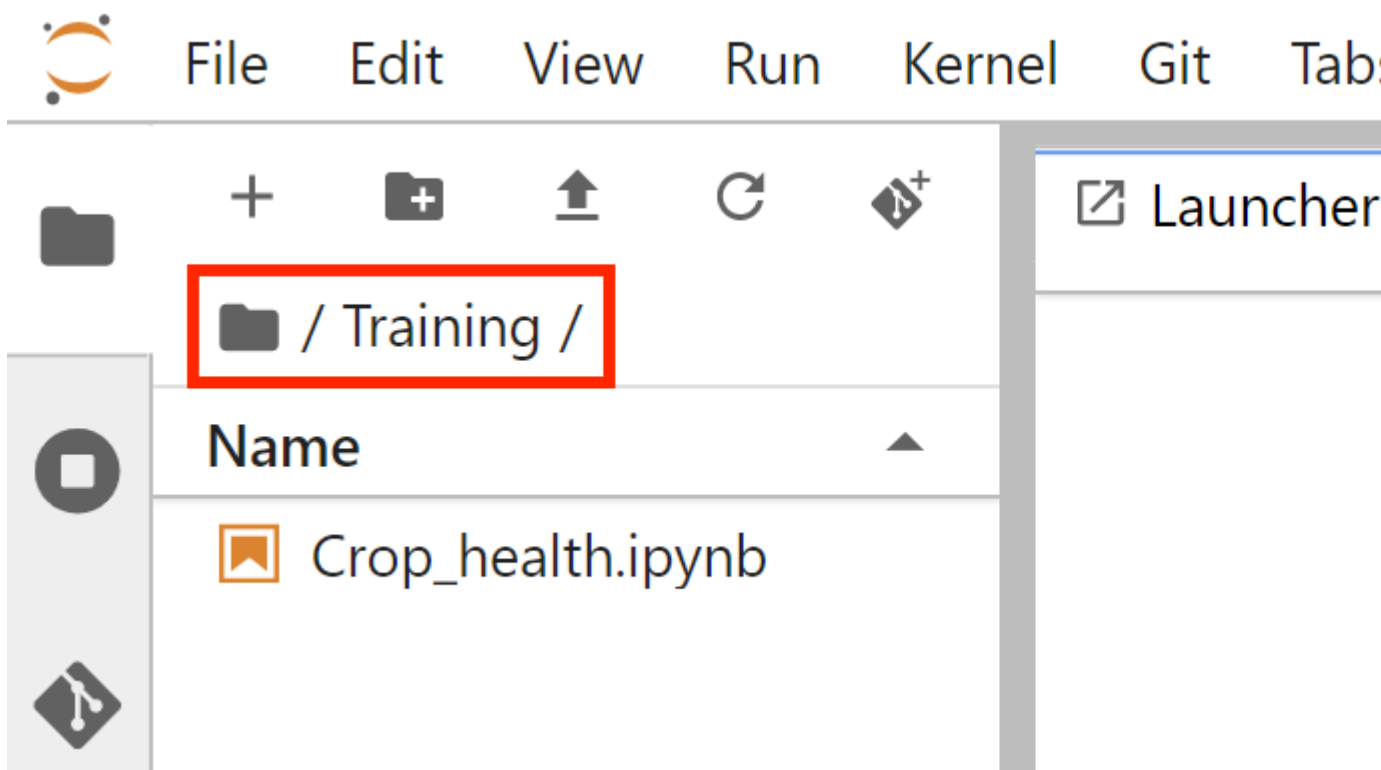 File Edit View Run Kernel Git
Launcher
/ Training /
Name
Crop_health.ipynb